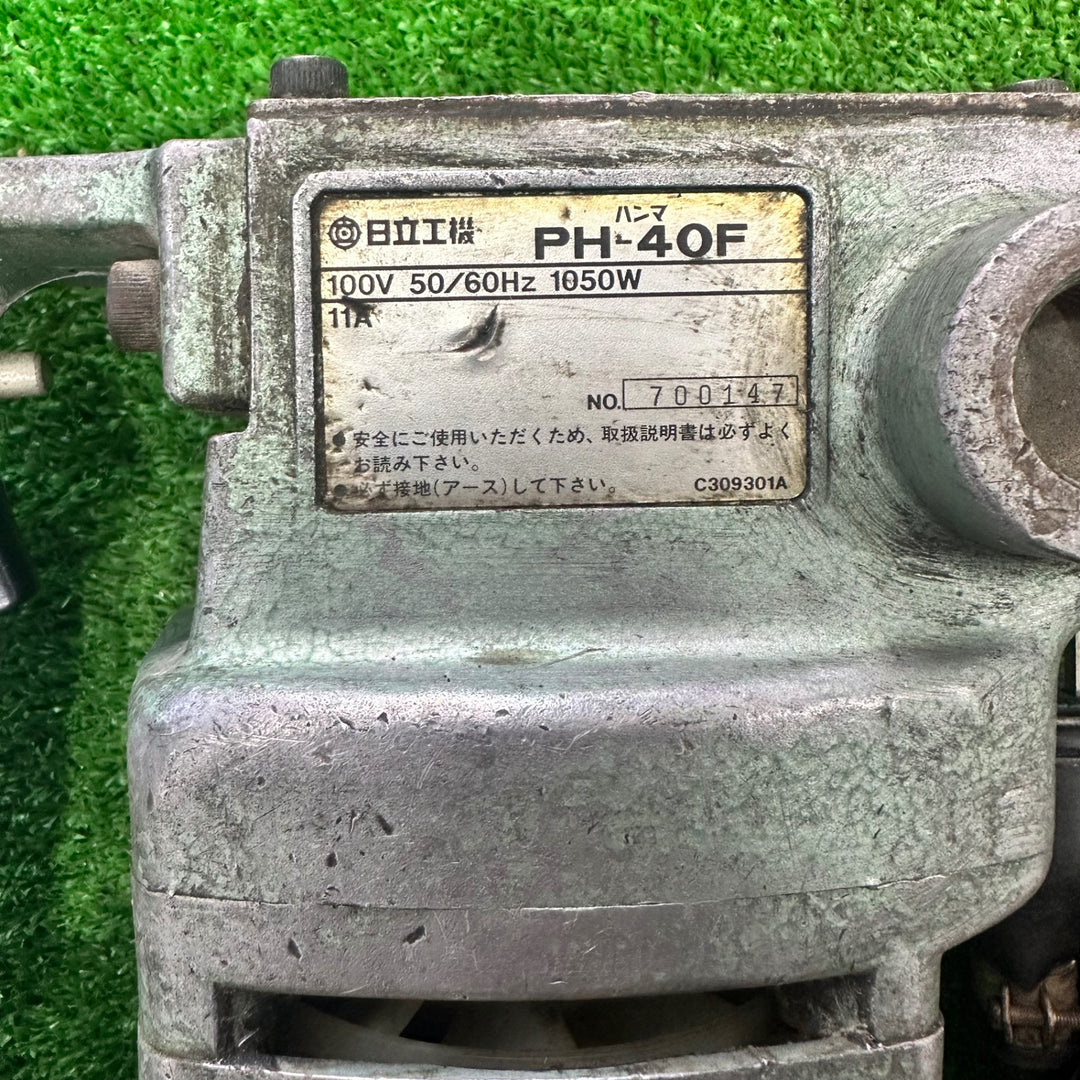 日立工機 ハンマ PH-40F
100V 50/60Hz 1050W
11A
NO. 700147
● 安全にご使用いただくため、取扱説明書は必ずよく
お読み下さい。
● 必ず接地(アース)して下さい。 C309301A